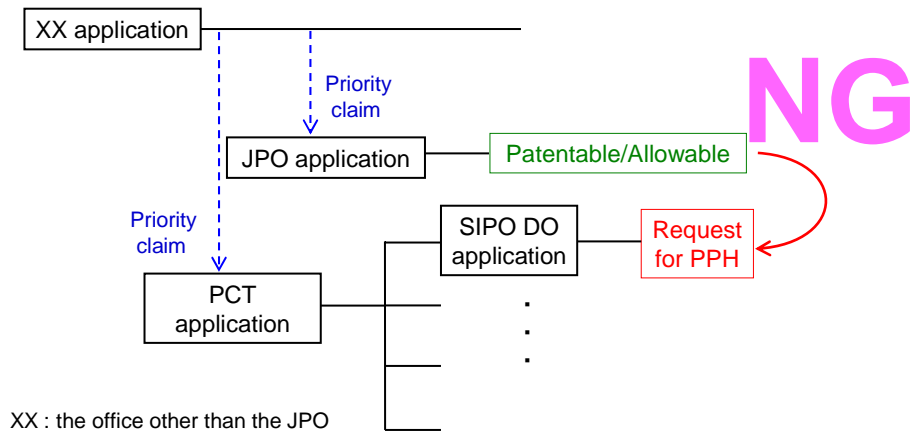 XX application
NG
Priority
claim
JPO application
Patentable/Allowable
Priority
claim
SIPO DO
application
Request
for PPH
PCT
application
XX : the office other than the JPO